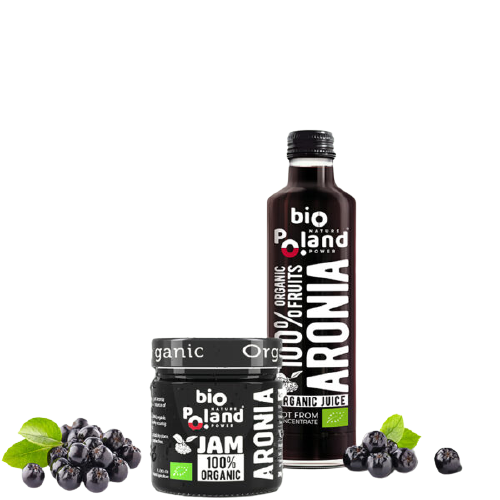 bio
NATURE
Poland
POWER
100% ORGANIC
100% FRUITS
ARONIA
ORGANIC JUICE
NOT FROM
CONCENTRATE
ganic
Org
bio
NATURE
Poland
POWER
JAM
100%
ORGANIC
ARONIA